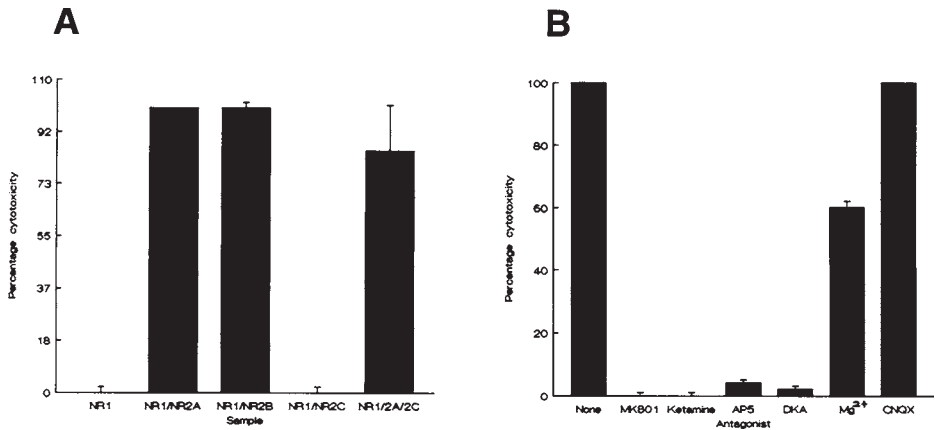 A
B
110
92
73
55
37
18
0
Percentage cytotoxicity
NR1 NR1/NR2A NR1/NR2B NR1/NR2C NR1/2A/2C
Sample
100
80
60
40
20
0
Percentage cytotoxicity
None MK801 Ketamine AP5 DKA Mg2+ CNQX
Antagonist